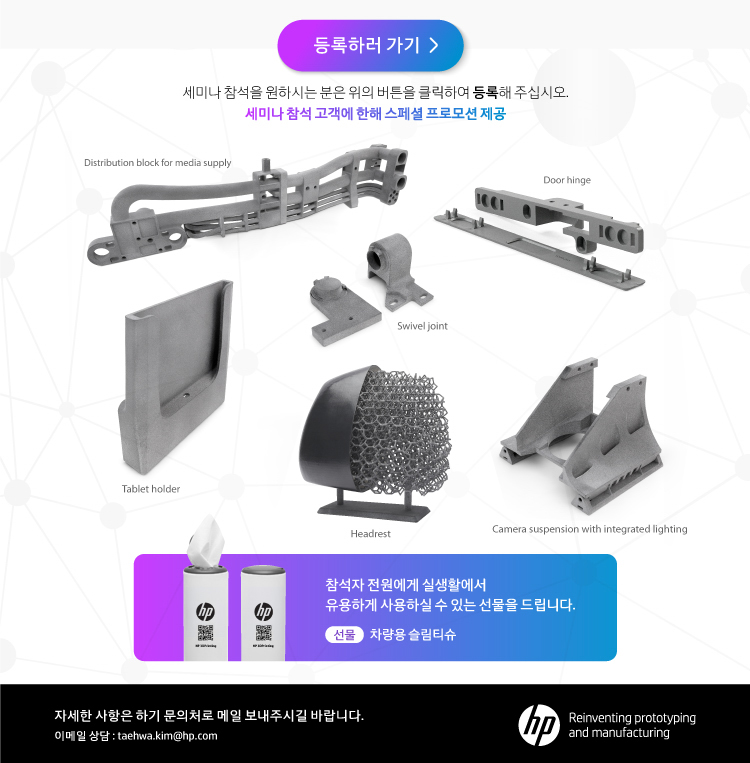 등록하러 가기 >
세미나 참석을 원하시는 분은 위의 버튼을 클릭하여 등록해 주십시오.
세미나 참석 고객에 한해 스페셜 프로모션 제공
Distribution block for media supply
Door hinge
Swivel joint
Tablet holder
Headrest
Camera suspension with integrated lighting
참석자 전원에게 실생활에서
유용하게 사용하실 수 있는 선물을 드립니다.
선물 차량용 슬림티슈
hp
HP 3D Printing
hp
HP 3D Printing
자세한 사항은 하기 문의처로 메일 보내주시길 바랍니다.
이메일 상담 : taehwa.kim@hp.com
hp
Reinventing prototyping
and manufacturing